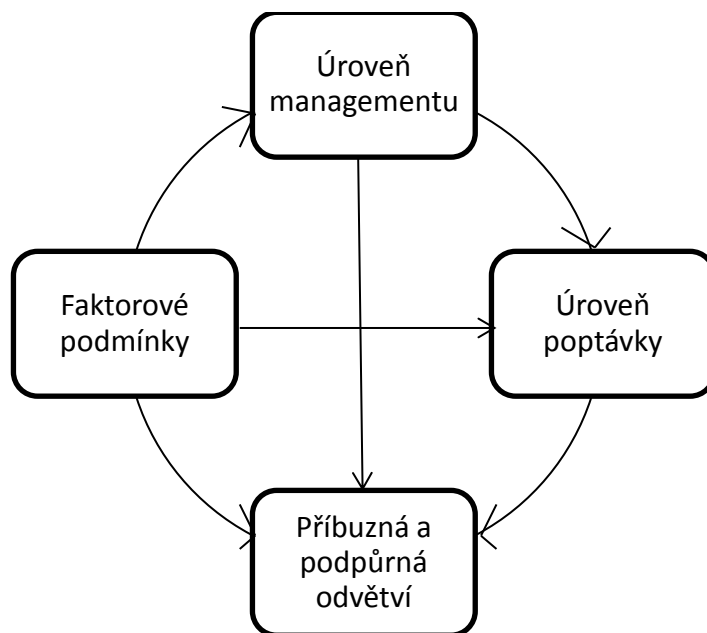 Úroveň
managementu
Faktorové
podmínky
Úroveň
poptávky
Příbuzná a
podpůrná
odvětví